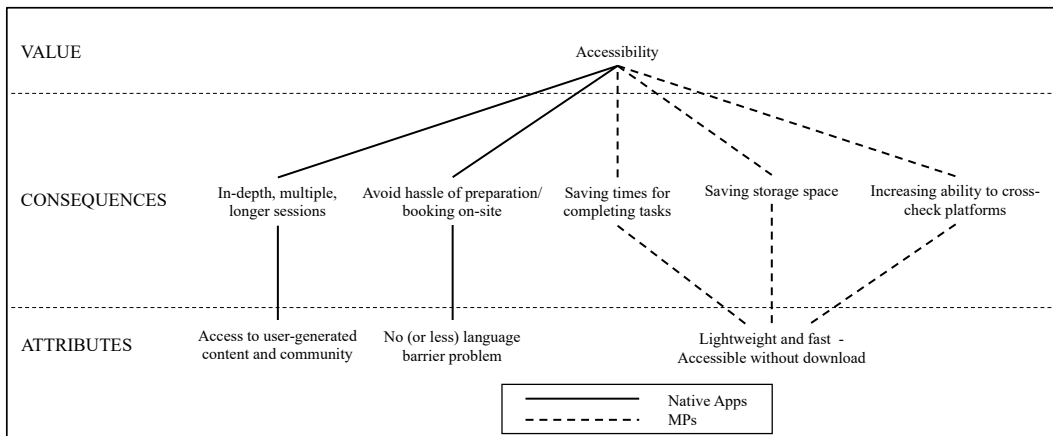 VALUE
Accessibility
CONSEQUENCES
In-depth, multiple,
longer sessions
Avoid hassle of preparation/
booking on-site
Saving times for
completing tasks
Saving storage space
Increasing ability to cross-
check platforms
ATTRIBUTES
Access to user-generated
content and community
No (or less) language
barrier problem
Lightweight and fast -
Accessible without download
Native Apps
MPs